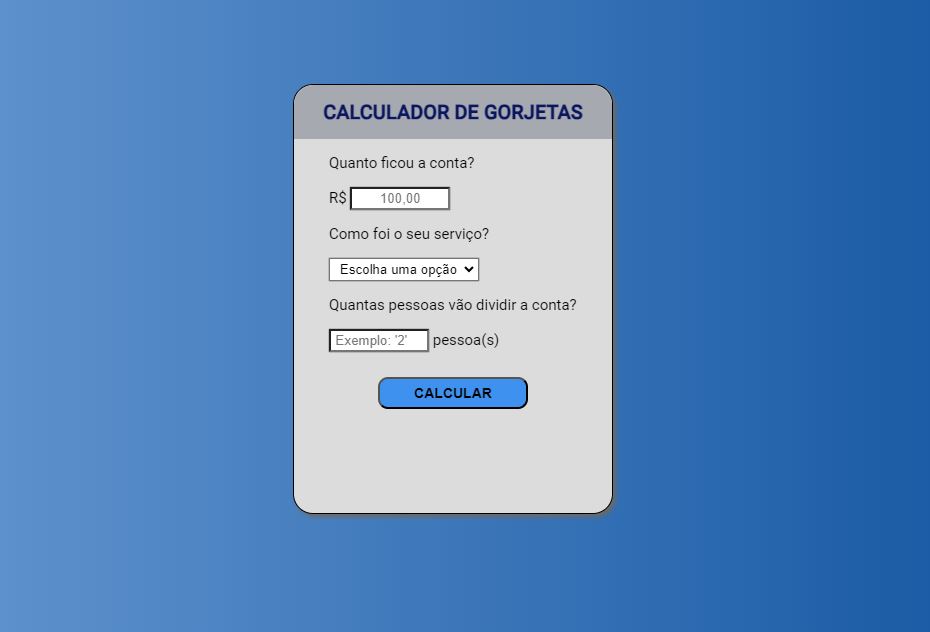 CALCULADOR DE GORJETAS
Quanto ficou a conta?
R$ 100,00
Como foi o seu serviço?
Escolha uma opção
Quantas pessoas vão dividir a conta?
Exemplo: '2' pessoa(s)
CALCULAR